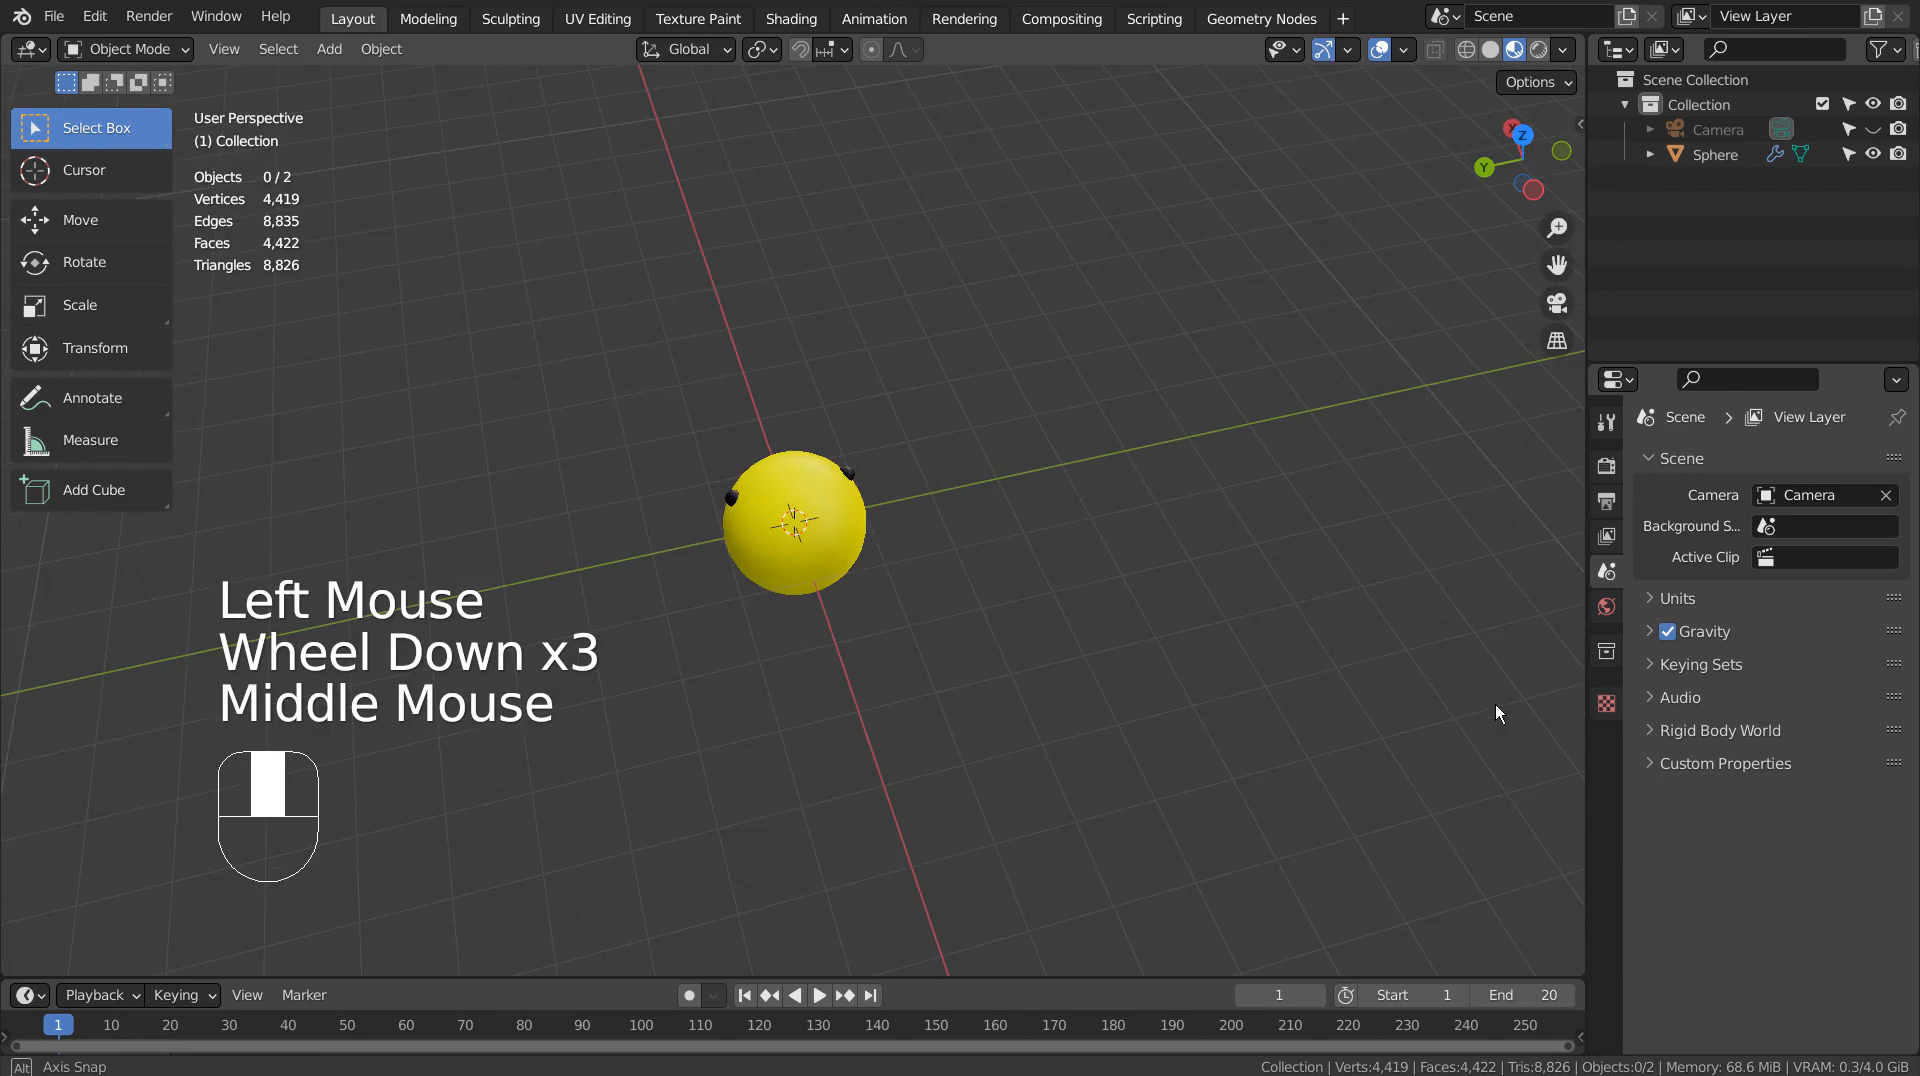 File Edit Render Window Help Layout Modeling Sculpting UV Editing Texture Paint Shading Animation Rendering Compositing Scripting Geometry Nodes + Scene View Layer
Object Mode View Select Add Object Global
Options
Select Box
Cursor
Move
Rotate
Scale
Transform
Annotate
Measure
Add Cube
User Perspective
(1) Collection
Objects 0 / 2
Vertices 4,419
Edges 8,835
Faces 4,422
Triangles 8,826
X
Z
Y
Left Mouse
Wheel Down x3
Middle Mouse
Scene Collection
Collection
Camera
Sphere
Scene > View Layer
Scene
Camera Camera
Background S...
Active Clip
Units
Gravity
Keying Sets
Audio
Rigid Body World
Custom Properties
Playback Keying View Marker 1 Start 1 End 20
1 10 20 30 40 50 60 70 80 90 100 110 120 130 140 150 160 170 180 190 200 210 220 230 240 250
Alt Axis Snap
Collection | Verts:4,419 | Faces:4,422 | Tris:8,826 | Objects:0/2 | Memory: 68.6 MiB | VRAM: 0.3/4.0 GiB